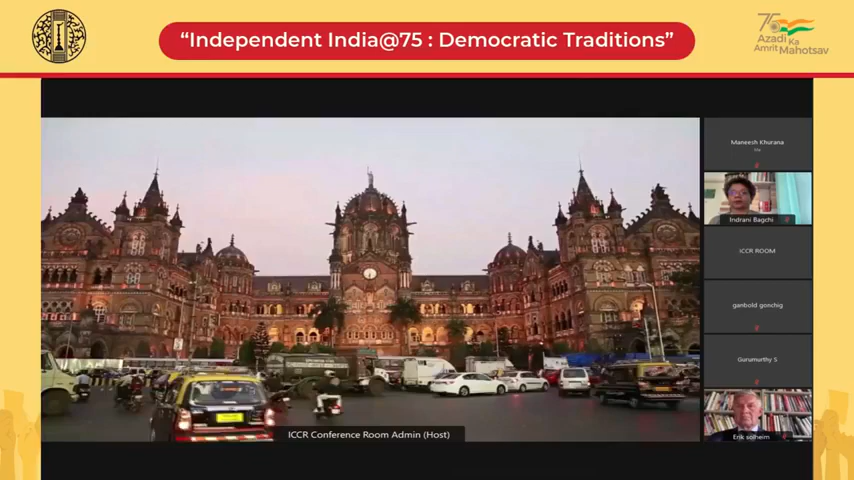 “Independent India@75 : Democratic Traditions”
75
Azadi
Ka
Amrit
Mahotsav
Maneesh Khurana
Indrani Bagchi
ICCR ROOM
ganbold gonchig
Gurumurthy S
Erik solheim
ICCR Conference Room Admin (Host)